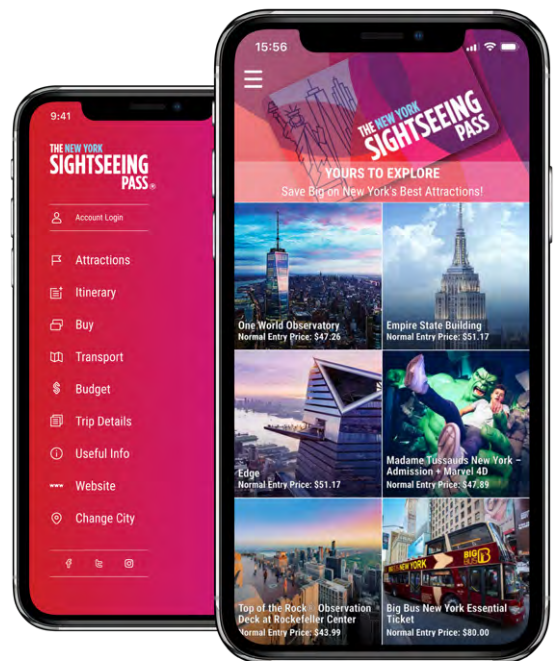 9:41
THE NEW YORK
SIGHTSEEING
PASS®
Account Login
Attractions
Itinerary
Buy
Transport
Budget
Trip Details
Useful Info
www Website
Change City
15:56
THE NEW YORK
SIGHTSEEING
PASS
YOURS TO EXPLORE
Save Big on New York's Best Attractions!
One World Observatory
Normal Entry Price: $47.26
Empire State Building
Normal Entry Price: $51.17
Edge
Normal Entry Price: $51.17
Madame Tussauds New York –
Admission + Marvel 4D
Normal Entry Price: $47.89
Top of the Rock – Observation
Deck at Rockefeller Center
Normal Entry Price: $43.99
BIG
BUS
Big Bus New York Essential
Ticket
Normal Entry Price: $80.00